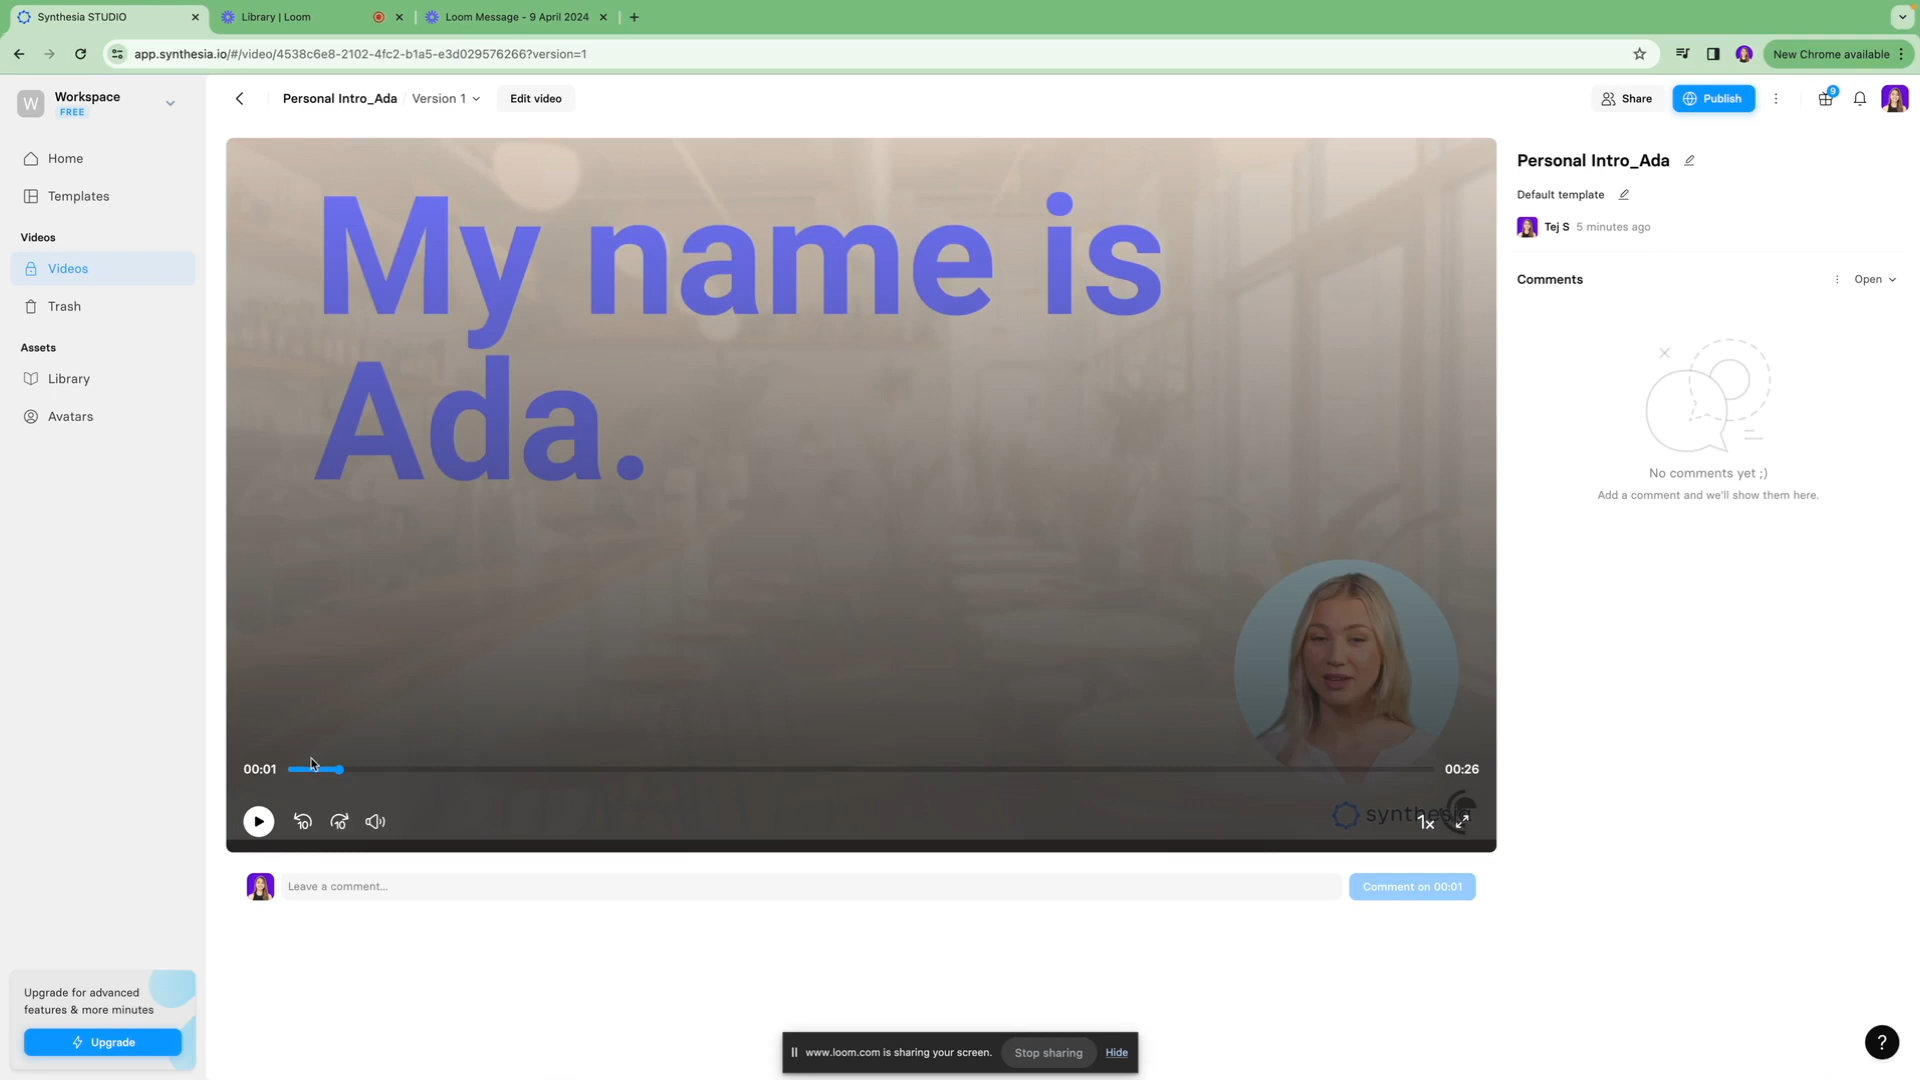 Synthesia STUDIO
Library | Loom
Loom Message - 9 April 2024
app.synthesia.io/#/video/4538c6e8-2102-4fc2-b1a5-e3d029576266?version=1
New Chrome available
W
Workspace
FREE
Personal Intro_Ada / Version 1
Edit video
Share
Publish
9
Home
Templates
Videos
Videos
Trash
Assets
Library
Avatars
My name is
Ada.
Personal Intro_Ada
Default template
Tej S 5 minutes ago
Comments
Open
No comments yet ;)
Add a comment and we'll show them here.
00:01
00:26
10
10
synthesia
1x
Leave a comment...
Comment on 00:01
Upgrade for advanced
features & more minutes
Upgrade
www.loom.com is sharing your screen.
Stop sharing
Hide
?